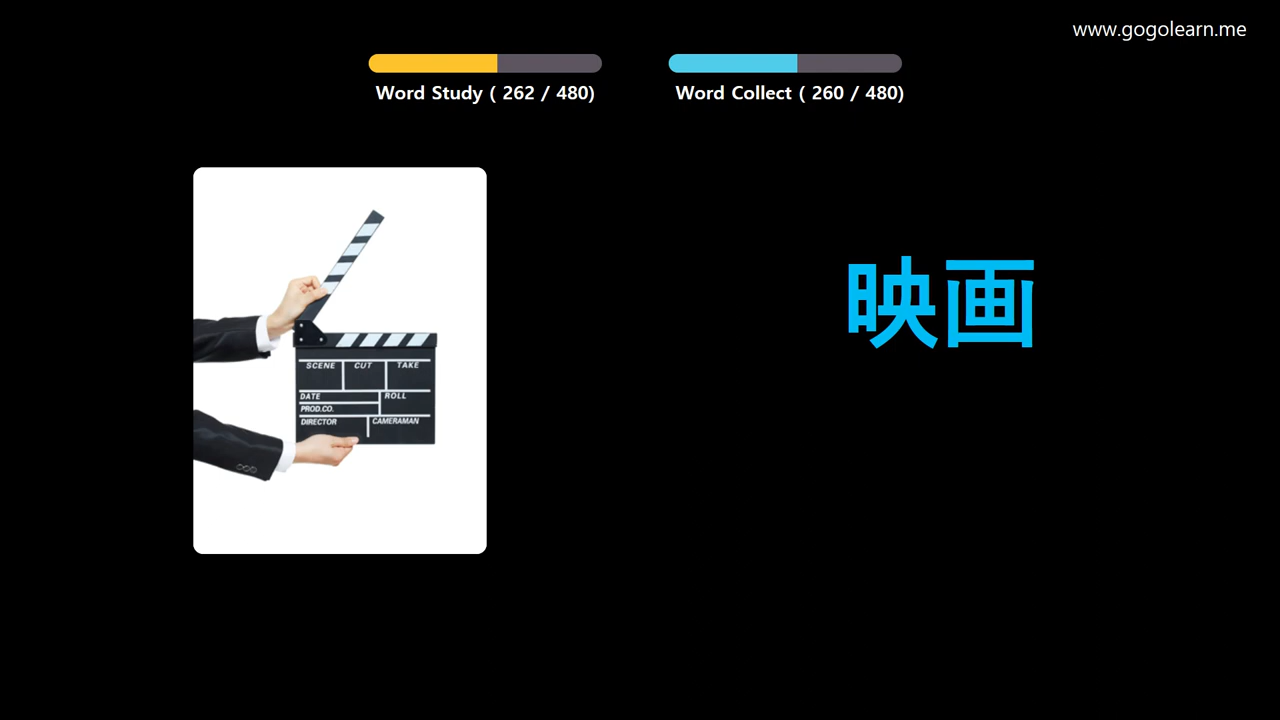 www.gogolearn.me
Word Study ( 262 / 480)
Word Collect ( 260 / 480)
映画
SCENE CUT TAKE
DATE ROLL
PROD.CO.
DIRECTOR CAMERAMAN